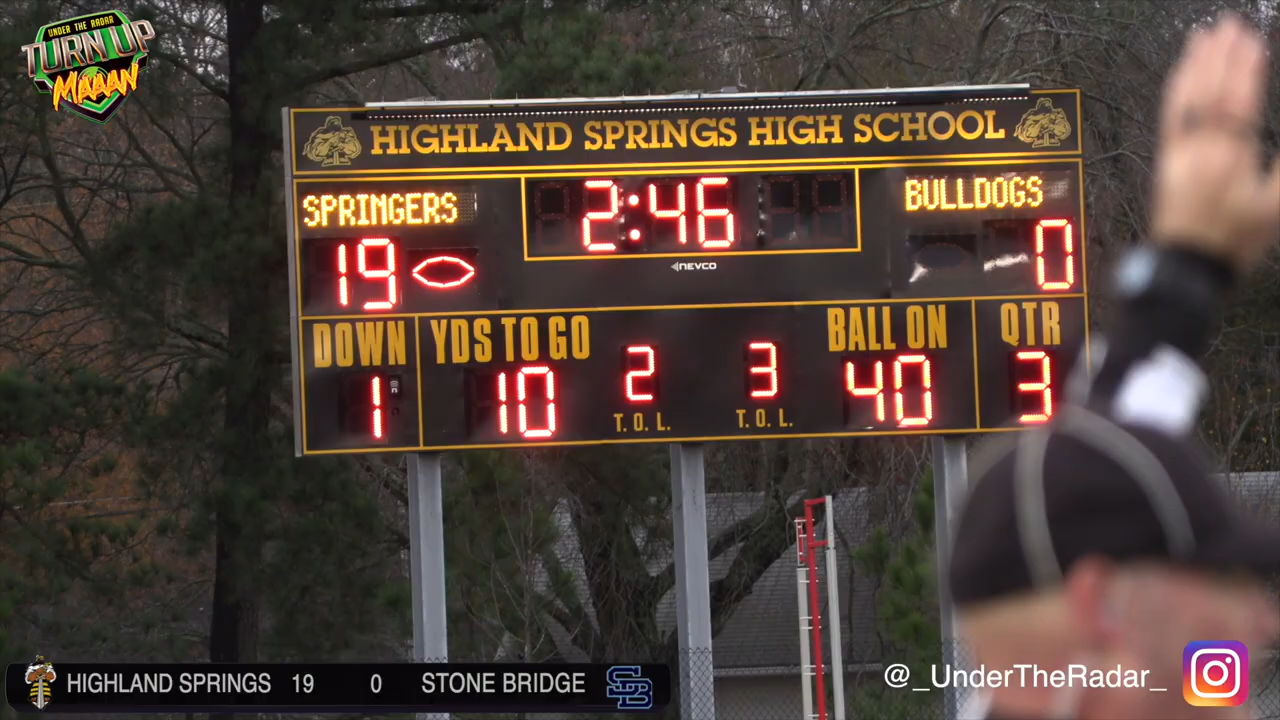 UNDER THE RADAR
TURN UP
MAAAN
HIGHLAND SPRINGS HIGH SCHOOL
SPRINGERS
2:46
BULLDOGS
19
NEVCO
0
DOWN
YDS TO GO
BALL ON
QTR
1
10
2
3
40
3
T. O. L.
T. O. L.
HIGHLAND SPRINGS 19 0 STONE BRIDGE SB
@_UnderTheRadar_